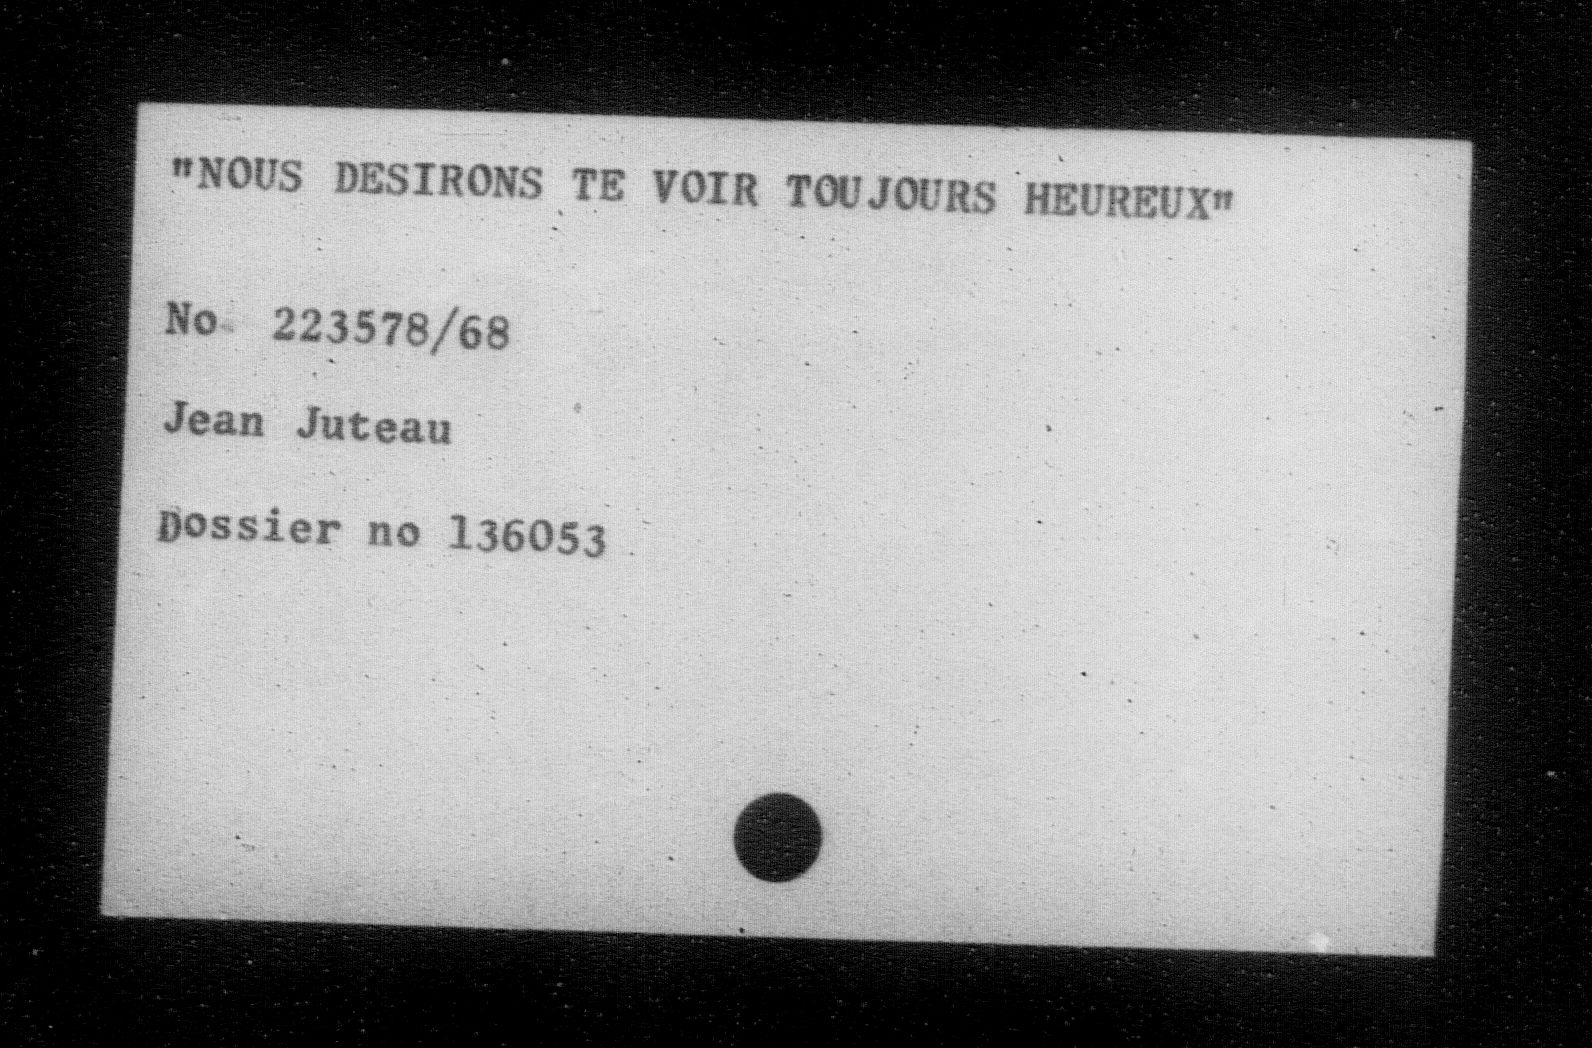 "NOUS DESIRONS TE VOIR TOUJOURS HEUREUX"
No. 223578/68
Jean Juteau
Dossier no 136053